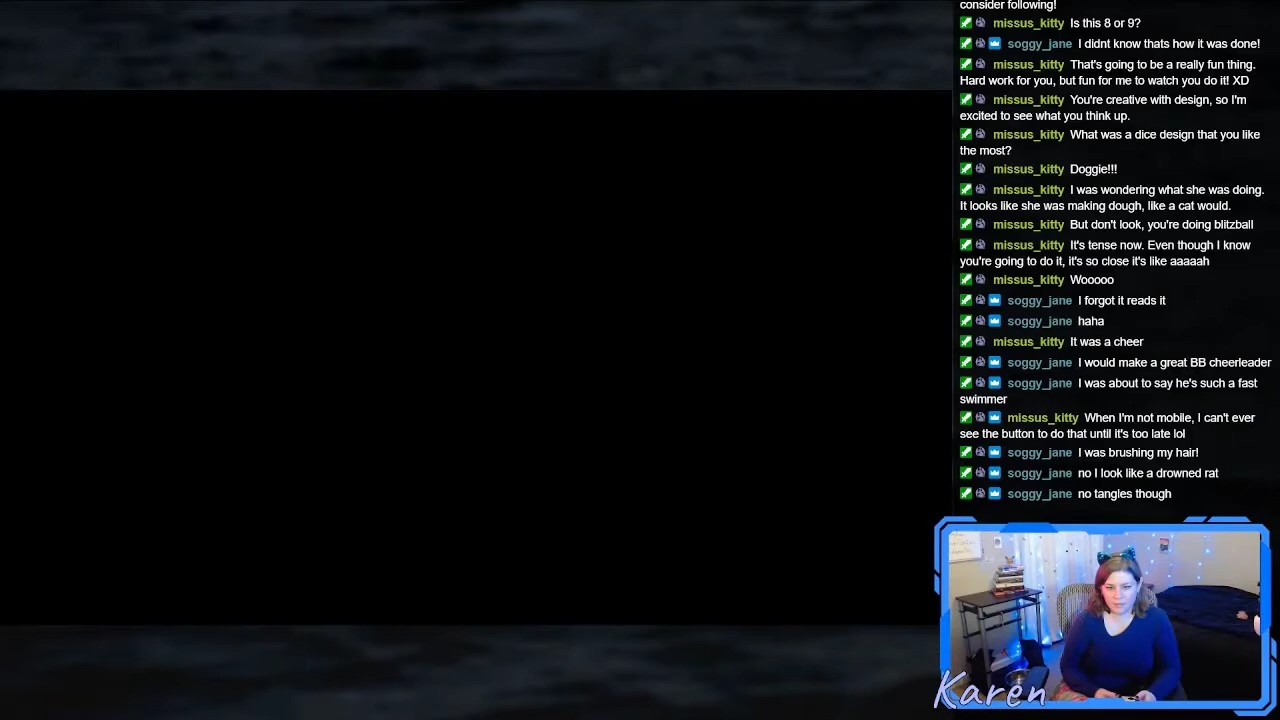 consider following!
missus_kitty Is this 8 or 9?
soggy_jane I didnt know thats how it was done!
missus_kitty That's going to be a really fun thing.
Hard work for you, but fun for me to watch you do it! XD
missus_kitty You're creative with design, so I'm
excited to see what you think up.
missus_kitty What was a dice design that you like
the most?
missus_kitty Doggie!!!
missus_kitty I was wondering what she was doing.
It looks like she was making dough, like a cat would.
missus_kitty But don't look, you're doing blitzball
missus_kitty It's tense now. Even though I know
you're going to do it, it's so close it's like aaaaah
missus_kitty Wooooo
soggy_jane I forgot it reads it
soggy_jane haha
missus_kitty It was a cheer
soggy_jane I would make a great BB cheerleader
soggy_jane I was about to say he's such a fast
swimmer
missus_kitty When I'm not mobile, I can't ever
see the button to do that until it's too late lol
soggy_jane I was brushing my hair!
soggy_jane no I look like a drowned rat
soggy_jane no tangles though
Karen